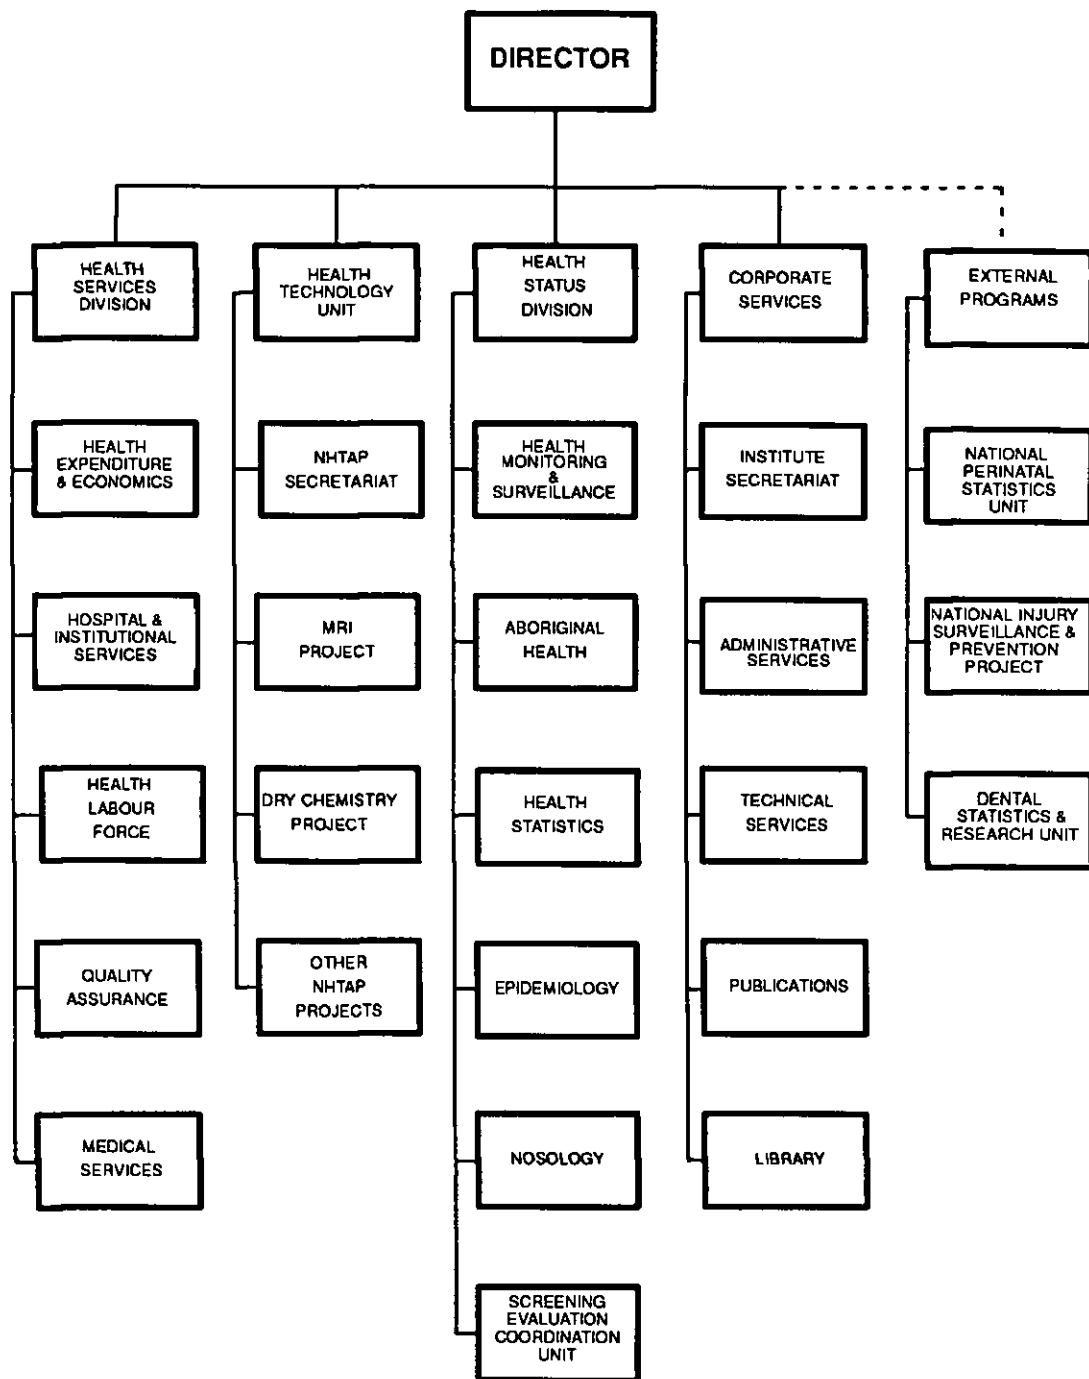 DIRECTOR
HEALTH
SERVICES
DIVISION
HEALTH
TECHNOLOGY
UNIT
HEALTH
STATUS
DIVISION
CORPORATE
SERVICES
EXTERNAL
PROGRAMS
HEALTH
EXPENDITURE
& ECONOMICS
NHTAP
SECRETARIAT
HEALTH
MONITORING
&
SURVEILLANCE
INSTITUTE
SECRETARIAT
NATIONAL
PERINATAL
STATISTICS
UNIT
HOSPITAL &
INSTITUTIONAL
SERVICES
MRI
PROJECT
ABORIGINAL
HEALTH
ADMINISTRATIVE
SERVICES
NATIONAL INJURY
SURVEILLANCE &
PREVENTION
PROJECT
HEALTH
LABOUR
FORCE
DRY CHEMISTRY
PROJECT
HEALTH
STATISTICS
TECHNICAL
SERVICES
DENTAL
STATISTICS &
RESEARCH UNIT
QUALITY
ASSURANCE
OTHER
NHTAP
PROJECTS
EPIDEMIOLOGY
PUBLICATIONS
MEDICAL
SERVICES
NOSOLOGY
LIBRARY
SCREENING
EVALUATION
COORDINATION
UNIT